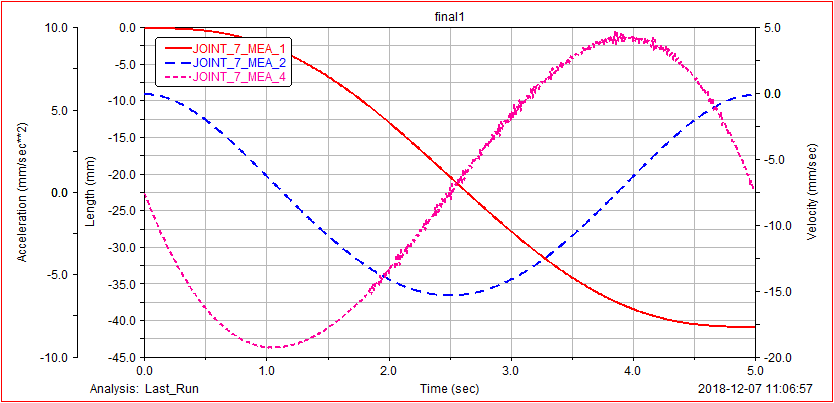 final1
10.0
5.0
0.0
-5.0
-10.0
Acceleration (mm/sec**2)
0.0
-5.0
-10.0
-15.0
-20.0
-25.0
-30.0
-35.0
-40.0
-45.0
Length (mm)
JOINT_7_MEA_1
JOINT_7_MEA_2
JOINT_7_MEA_4
5.0
0.0
-5.0
-10.0
-15.0
-20.0
Velocity (mm/sec)
0.0 1.0 2.0 3.0 4.0 5.0
Analysis: Last_Run Time (sec) 2018-12-07 11:06:57